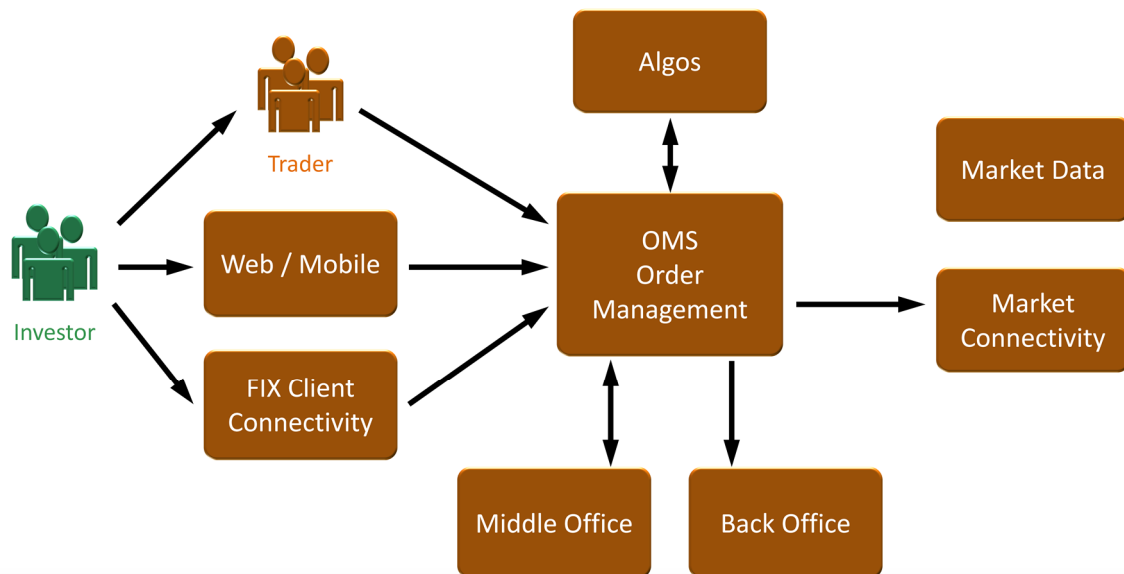 Algos
Trader
Market Data
Investor
Web / Mobile
OMS
Order
Management
Market
Connectivity
FIX Client
Connectivity
Middle Office
Back Office